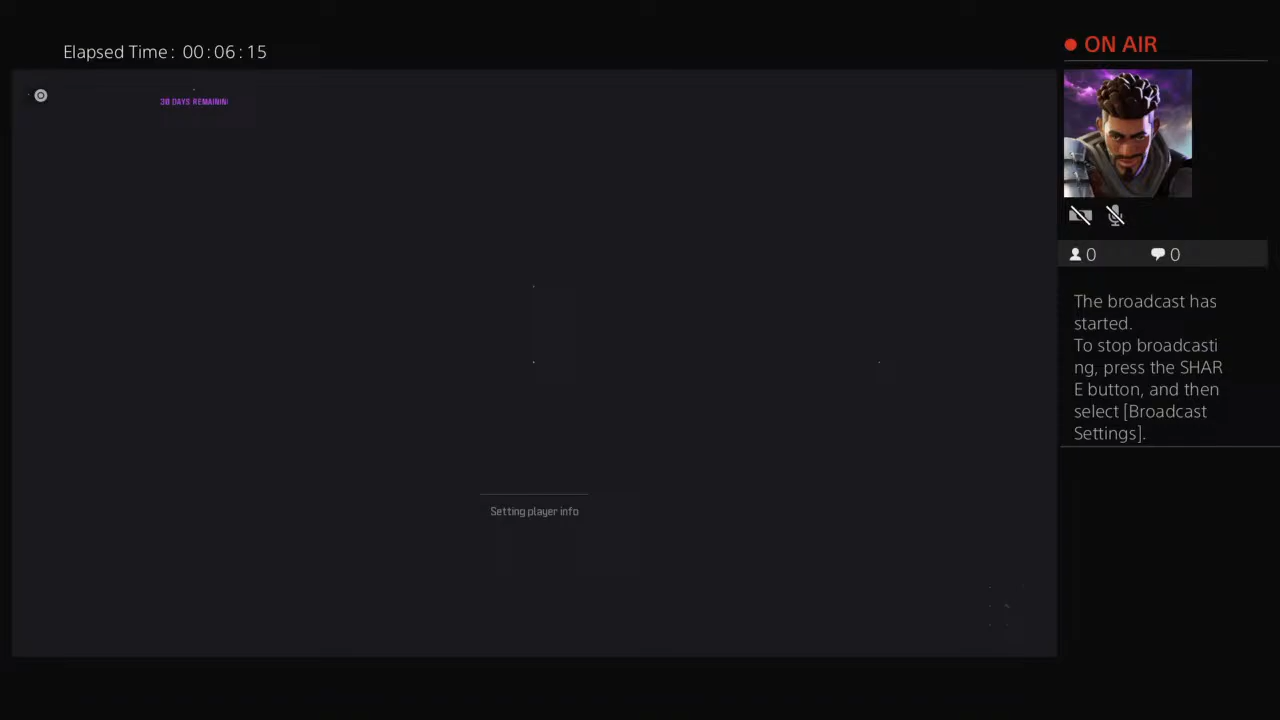 Elapsed Time: 00:06:15
ON AIR
30 DAYS REMAINING
0 0
The broadcast has
started.
To stop broadcasti
ng, press the SHAR
E button, and then
select [Broadcast
Settings].
Setting player info